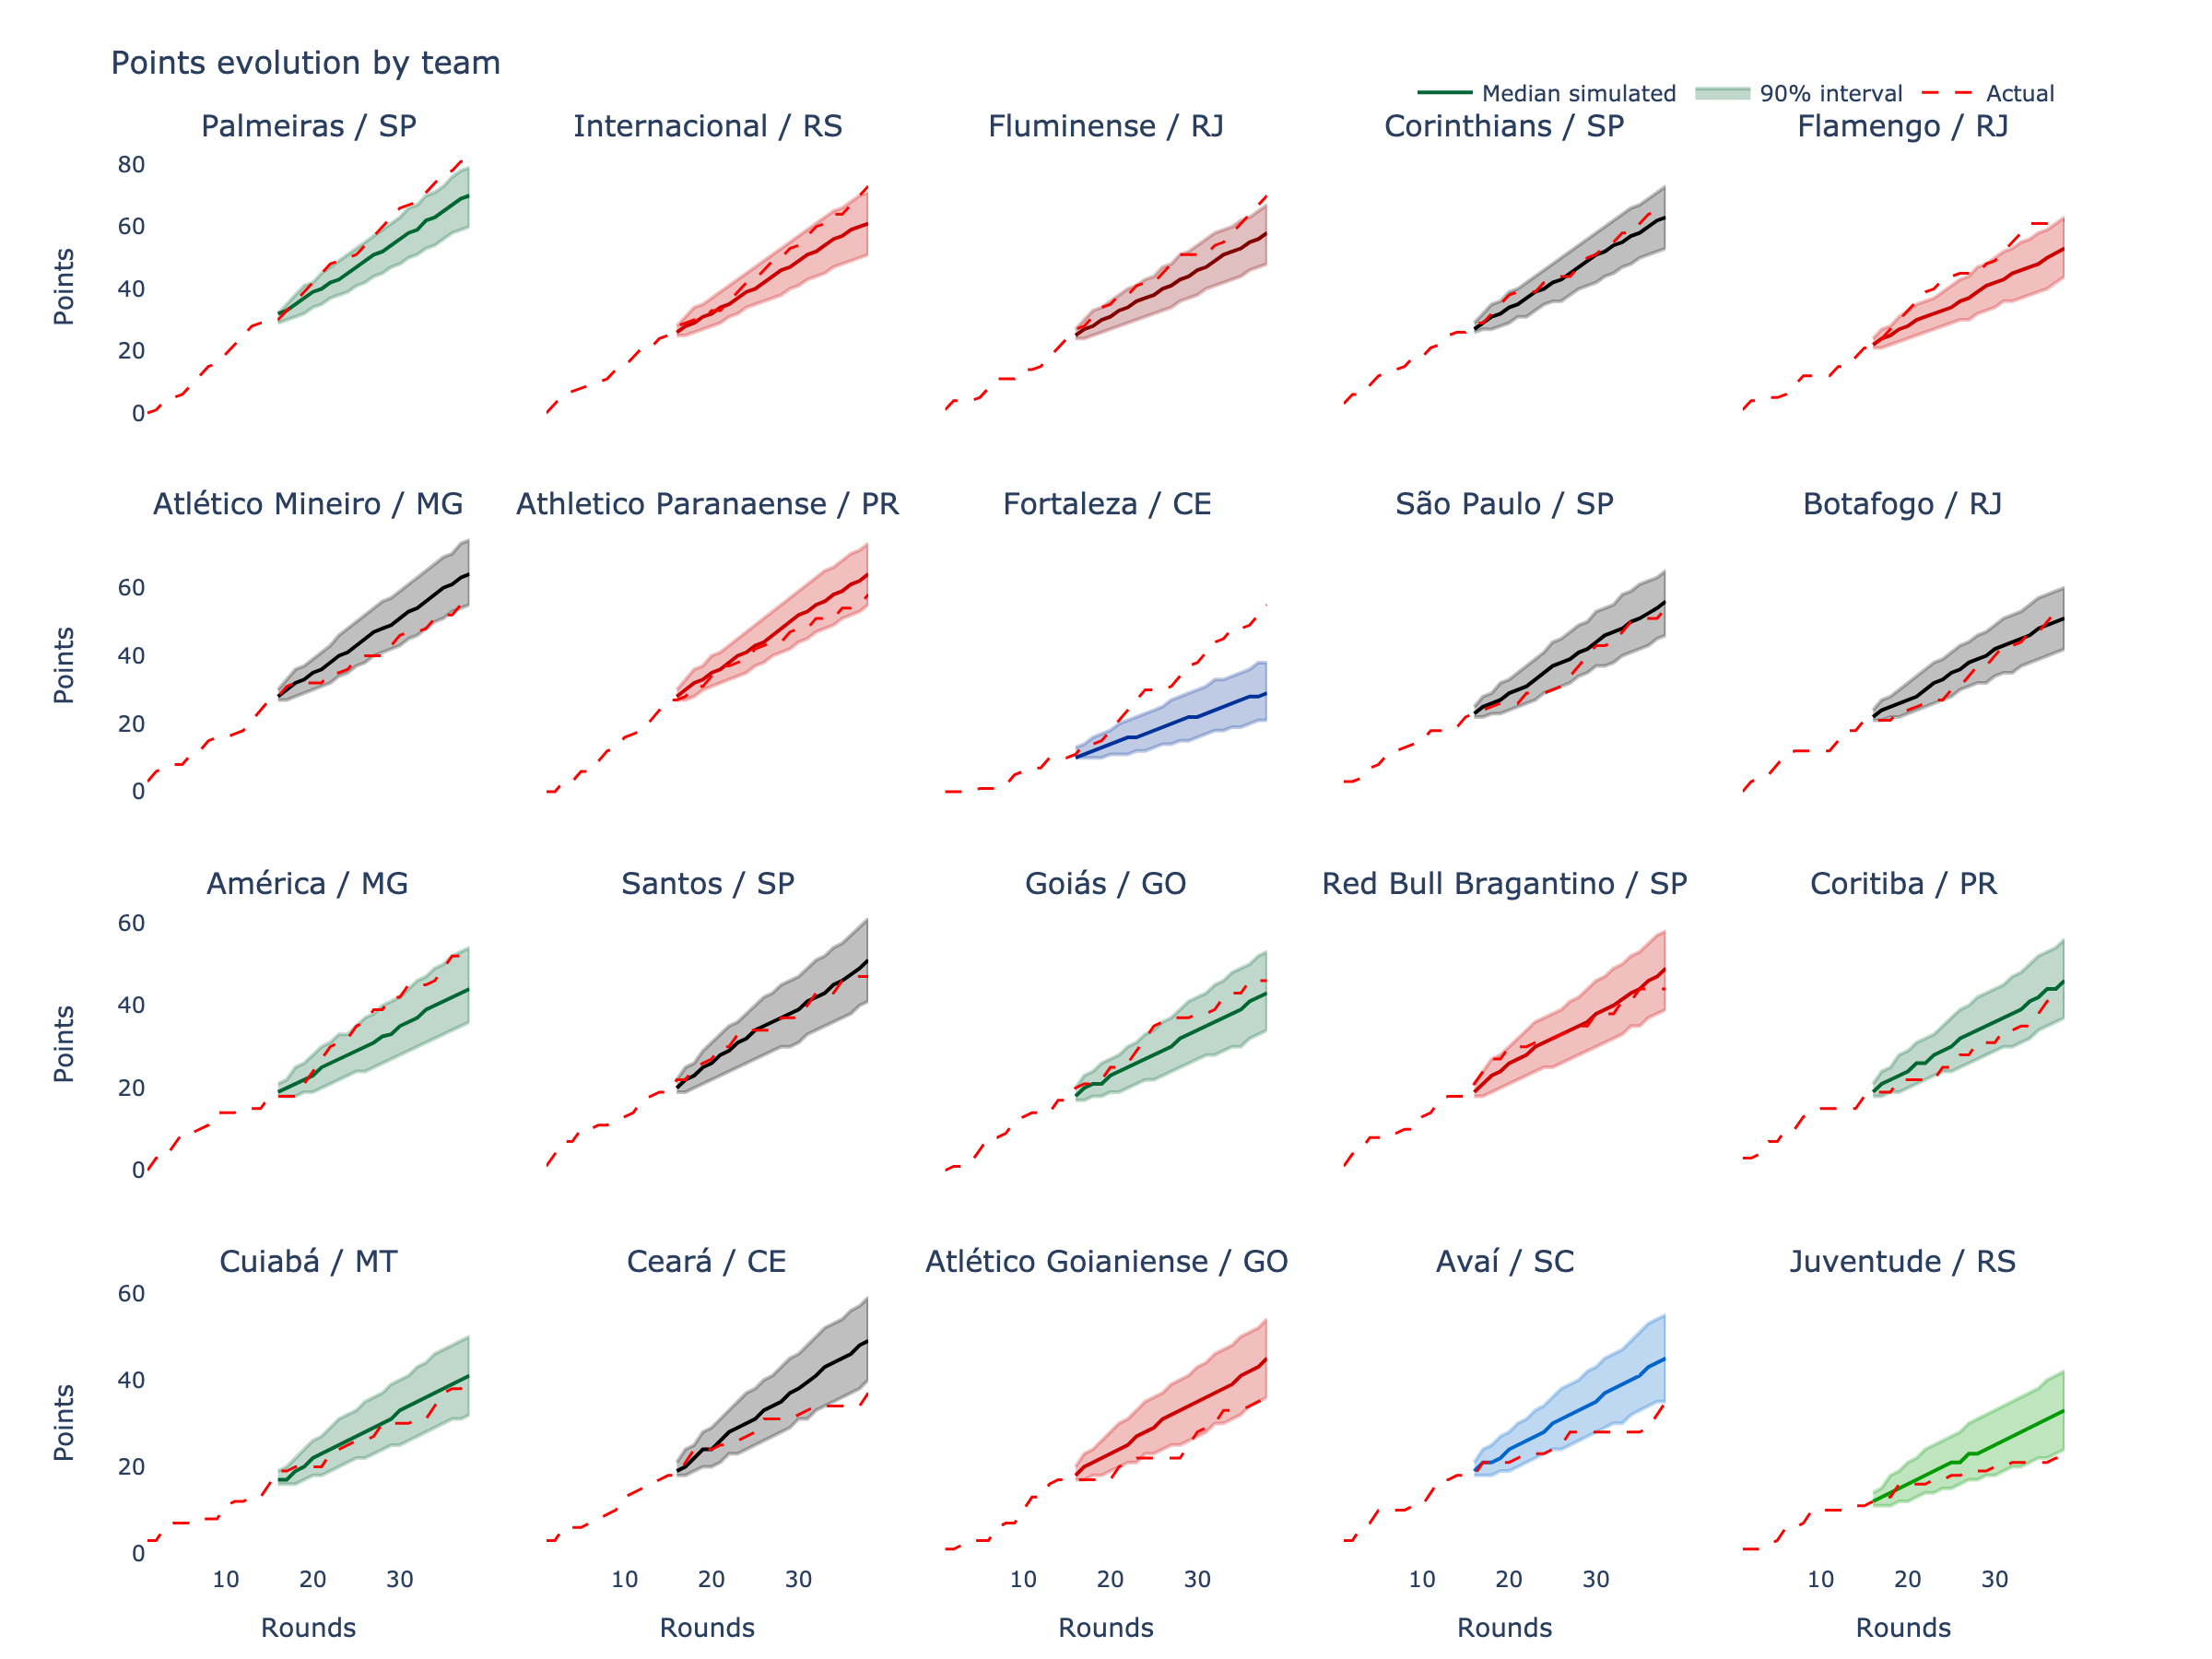 Points evolution by team
Median simulated 90% interval Actual
Palmeiras / SP Internacional / RS Fluminense / RJ Corinthians / SP Flamengo / RJ
80
60
40
20
0
Points
Atlético Mineiro / MG Athletico Paranaense / PR Fortaleza / CE São Paulo / SP Botafogo / RJ
60
40
20
0
Points
América / MG Santos / SP Goiás / GO Red Bull Bragantino / SP Coritiba / PR
60
40
20
0
Points
Cuiabá / MT Ceará / CE Atlético Goianiense / GO Avaí / SC Juventude / RS
60
40
20
0
Points
10 20 30 10 20 30 10 20 30 10 20 30 10 20 30
Rounds Rounds Rounds Rounds Rounds